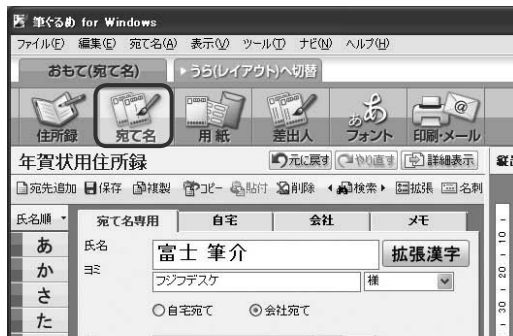 筆ぐるめ for Windows
ファイル(F) 編集(E) 宛て名(A) 表示(V) ツール(T) ナビ(N) ヘルプ(H)
おもて(宛て名) うら(レイアウト)へ切替
住所録 宛て名 用紙 差出人 フォント 印刷・メール
年賀状用住所録 元に戻す やり直す 詳細表示
宛先追加 保存 複製 コピー 貼付 削除 検索 拡張 名刺
氏名順 宛て名専用 自宅 会社 メモ
あ 氏名 富士 筆介 拡張漢字
か ヨミ フジフデスケ 様
さ 自宅宛て 会社宛て
た
10
20
30